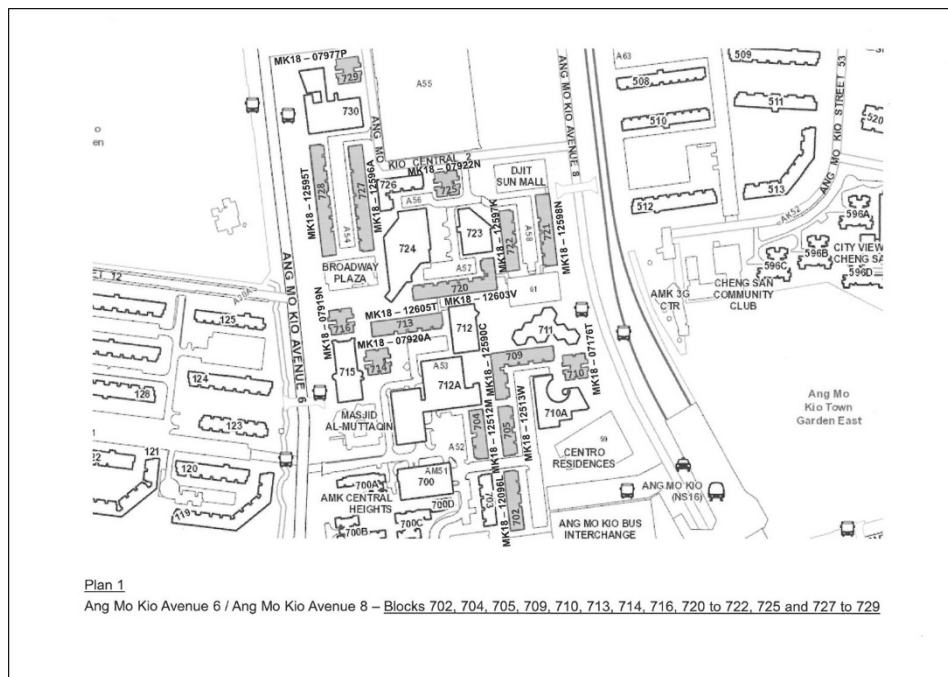 MK18 – 07977P
729
730
A55
A63
509
508
511
510
513
512
520
ANG MO KIO AVENUE 8
ANG MO KIO STREET 53
ANG MO
KIO CENTRAL 2
MK18 – 07922N
725
726
A56
DJIT
SUN MALL
MK18 – 12595T
728
727
MK18 – 12596A
A54
724
723
MK18 – 12597K
722
A58
721
MK18 – 12598N
AK52
596A
596B
596C
596D
CITY VIEW
CHENG SA
BROADWAY
PLAZA
A57
720
MK18 – 12603V
61
AMK 3G
CTR
CHENG SAN
COMMUNITY
CLUB
ANG MO KIO AVENUE 6
MK18 – 07919N
716
MK18 – 12605T
713
MK18 – 07920A
714
715
712
MK18 – 12590C
711
709
MK18 – 07176T
710
710A
A53
712A
125
124
128
123
121
120
119
MASJID
AL-MUTTAQIN
A52
704
MK18 – 12512M
705
MK18 – 12513W
59
CENTRO
RESIDENCES
Ang Mo
Kio Town
Garden East
700A
AM51
700
700D
700C
700B
AMK CENTRAL
HEIGHTS
703
MK18 – 12096L
702
ANG MO KIO
(NS16)
ANG MO KIO BUS
INTERCHANGE
Plan 1
Ang Mo Kio Avenue 6 / Ang Mo Kio Avenue 8 – Blocks 702, 704, 705, 709, 710, 713, 714, 716, 720 to 722, 725 and 727 to 729